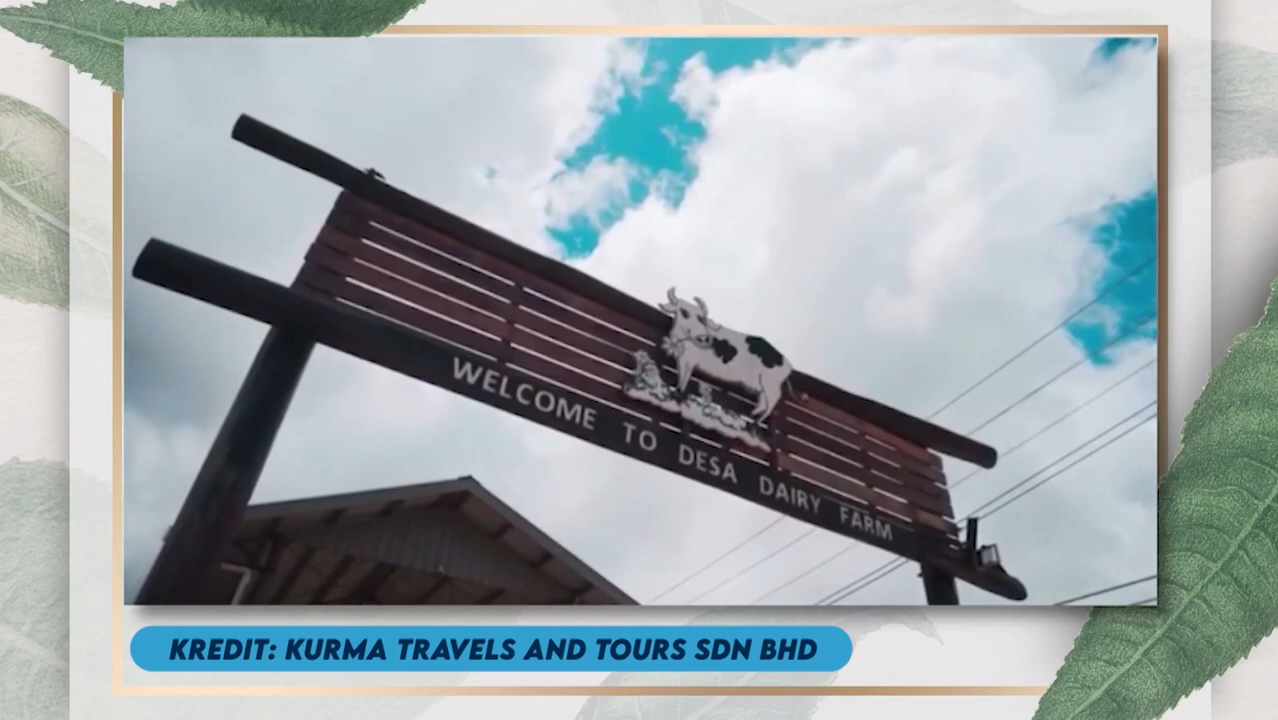 WELCOME TO DESA DAIRY FARM
KREDIT: KURMA TRAVELS AND TOURS SDN BHD